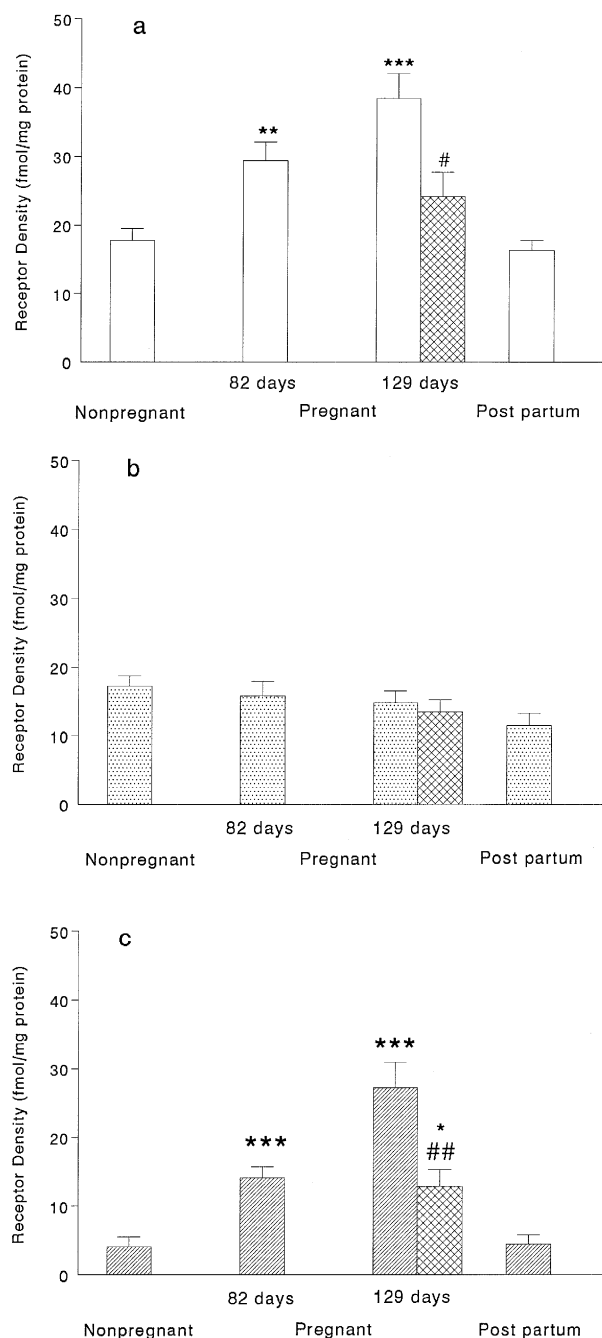 a
Receptor Density (fmol/mg protein)
50
40
30
20
10
0
**
***
#
82 days
129 days
Nonpregnant
Pregnant
Post partum
b
Receptor Density (fmol/mg protein)
50
40
30
20
10
0
82 days
129 days
Nonpregnant
Pregnant
Post partum
c
Receptor Density (fmol/mg protein)
50
40
30
20
10
0
***
***
*
##
82 days
129 days
Nonpregnant
Pregnant
Post partum